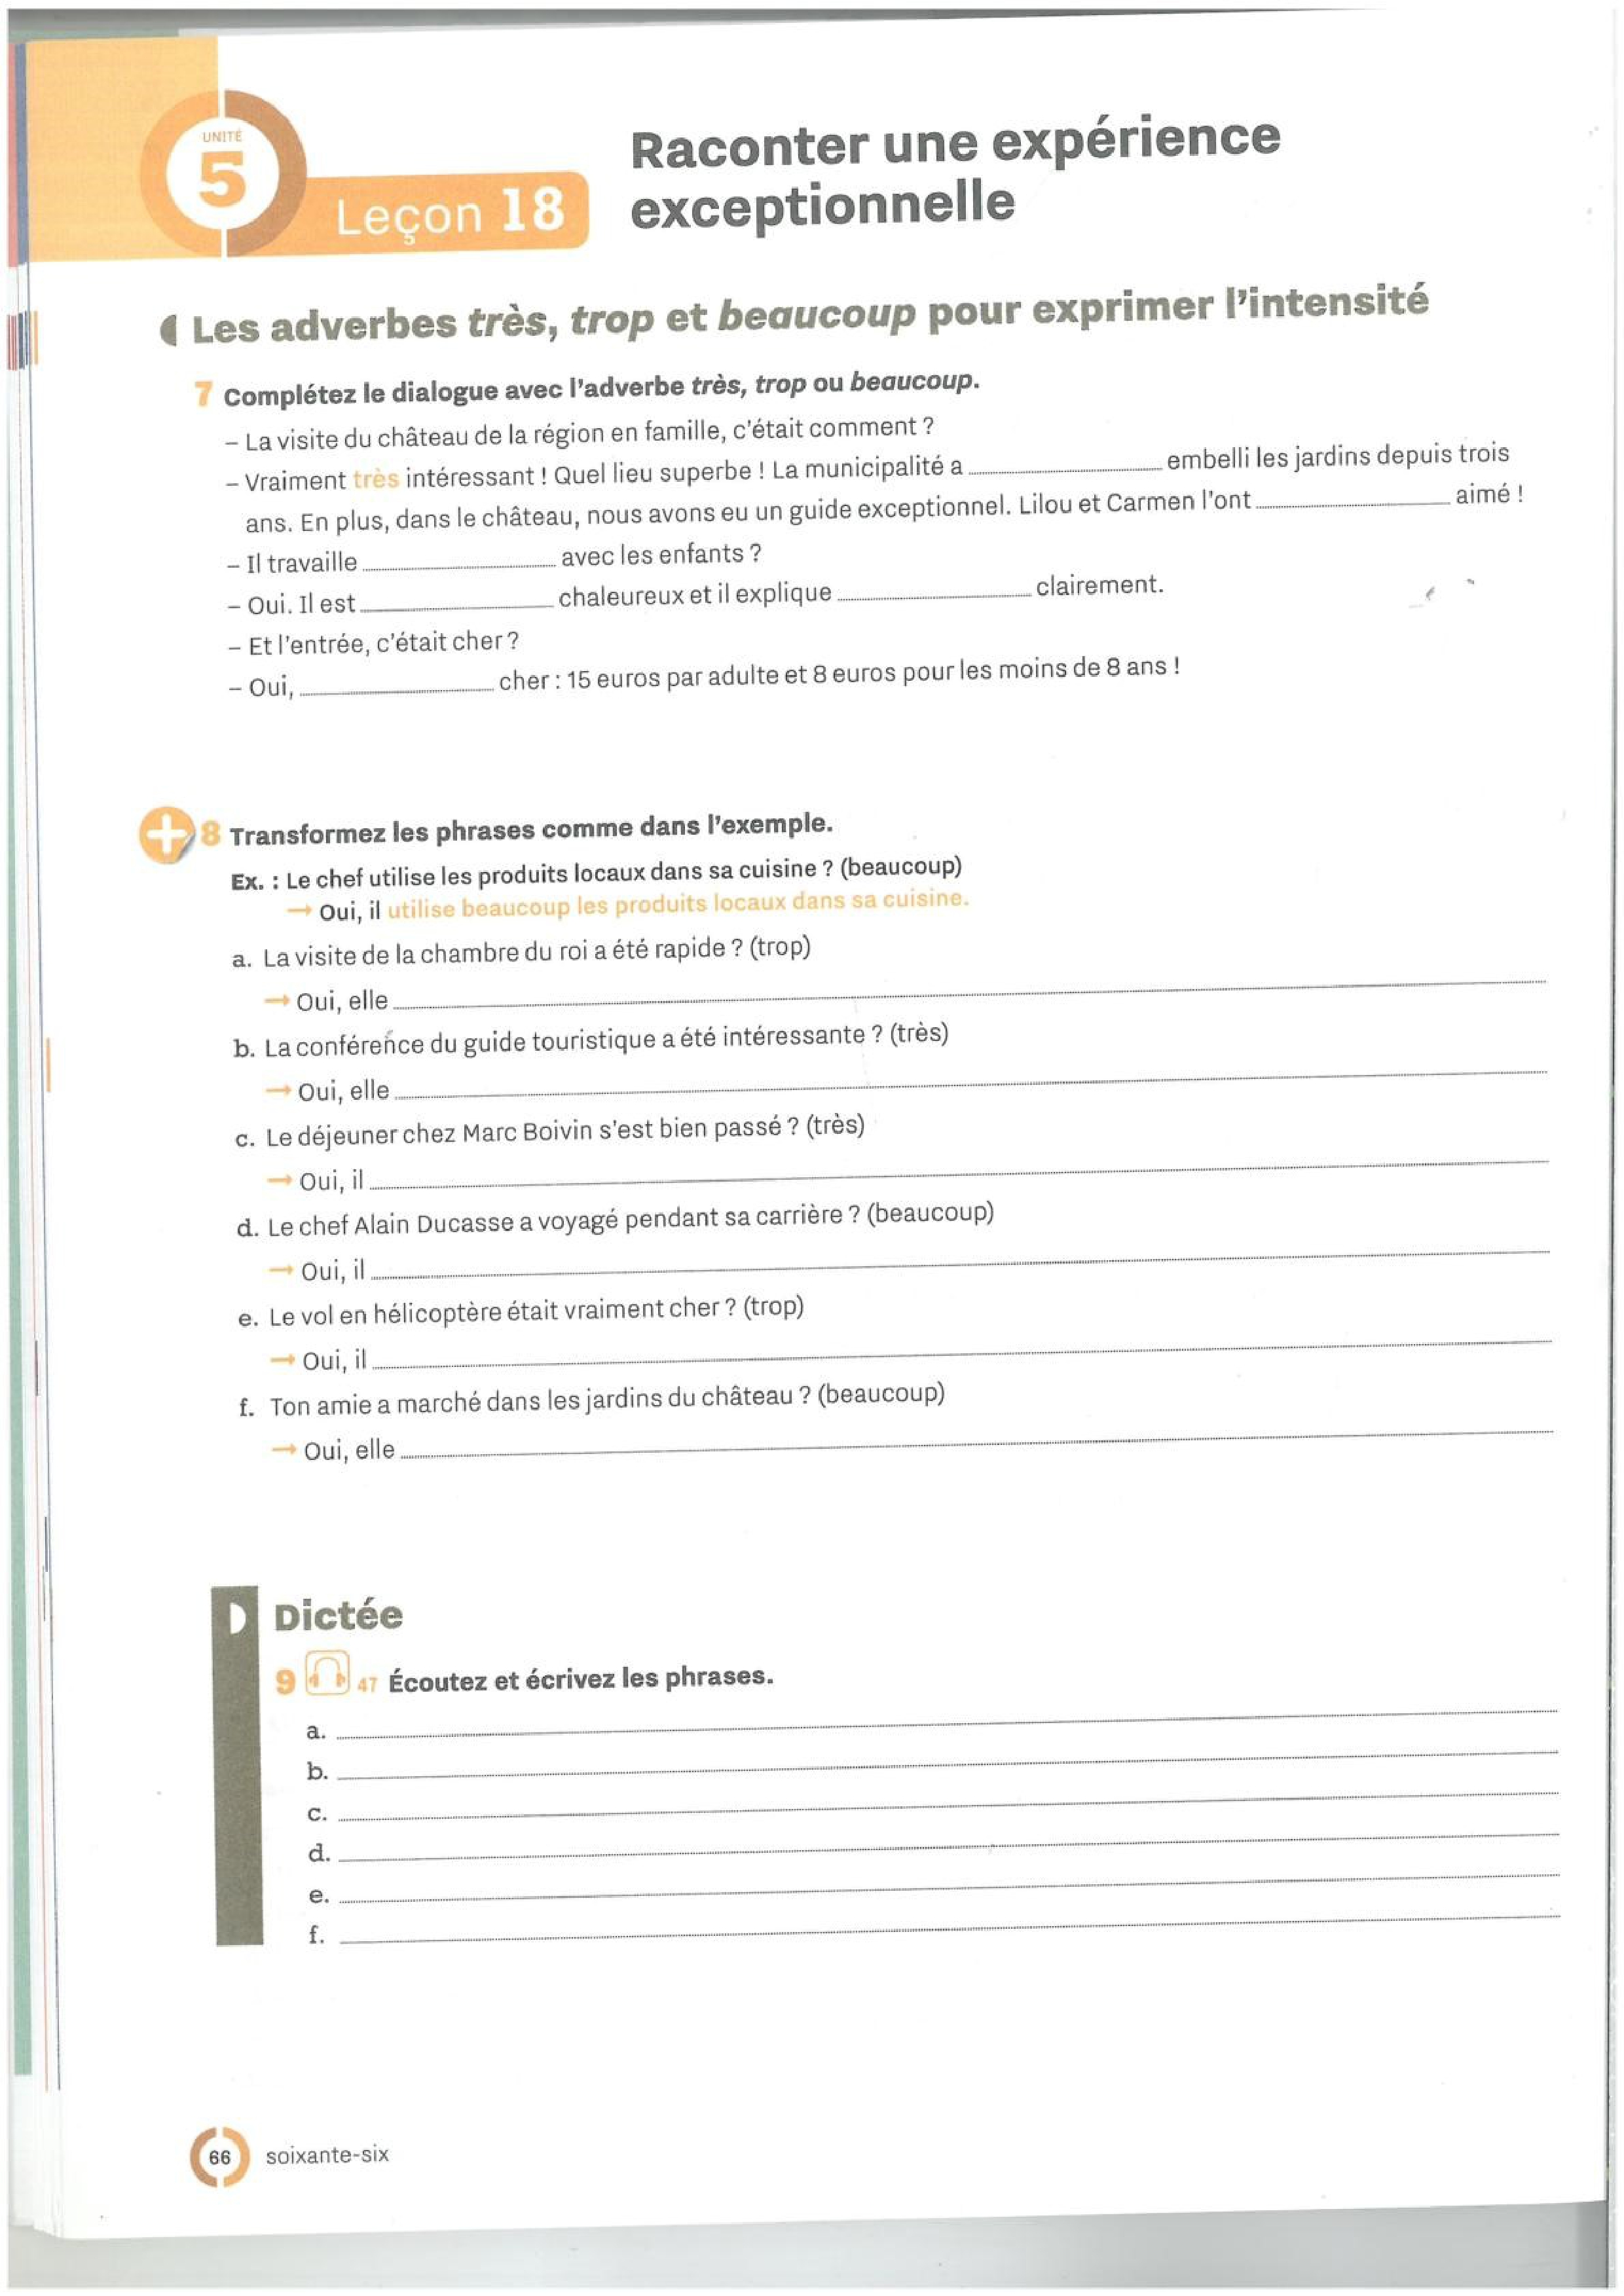 UNITÉ
5
Leçon 18
Raconter une expérience
exceptionnelle
Les adverbes très, trop et beaucoup pour exprimer l'intensité
7 Complétez le dialogue avec l'adverbe très, trop ou beaucoup.
– La visite du château de la région en famille, c'était comment ?
– Vraiment très intéressant ! Quel lieu superbe ! La municipalité a ____ embelli les jardins depuis trois
ans. En plus, dans le château, nous avons eu un guide exceptionnel. Lilou et Carmen l'ont ____ aimé !
– Il travaille ____ avec les enfants ?
– Oui. Il est ____ chaleureux et il explique ____ clairement.
– Et l'entrée, c'était cher ?
– Oui, ____ cher : 15 euros par adulte et 8 euros pour les moins de 8 ans !
8 Transformez les phrases comme dans l'exemple.
Ex. : Le chef utilise les produits locaux dans sa cuisine ? (beaucoup)
→ Oui, il utilise beaucoup les produits locaux dans sa cuisine.
a. La visite de la chambre du roi a été rapide ? (trop)
→ Oui, elle
b. La conférence du guide touristique a été intéressante ? (très)
→ Oui, elle
c. Le déjeuner chez Marc Boivin s'est bien passé ? (très)
→ Oui, il
d. Le chef Alain Ducasse a voyagé pendant sa carrière ? (beaucoup)
→ Oui, il
e. Le vol en hélicoptère était vraiment cher ? (trop)
→ Oui, il
f. Ton amie a marché dans les jardins du château ? (beaucoup)
→ Oui, elle
Dictée
9 47 Écoutez et écrivez les phrases.
a.
b.
c.
d.
e.
f.
66 soixante-six